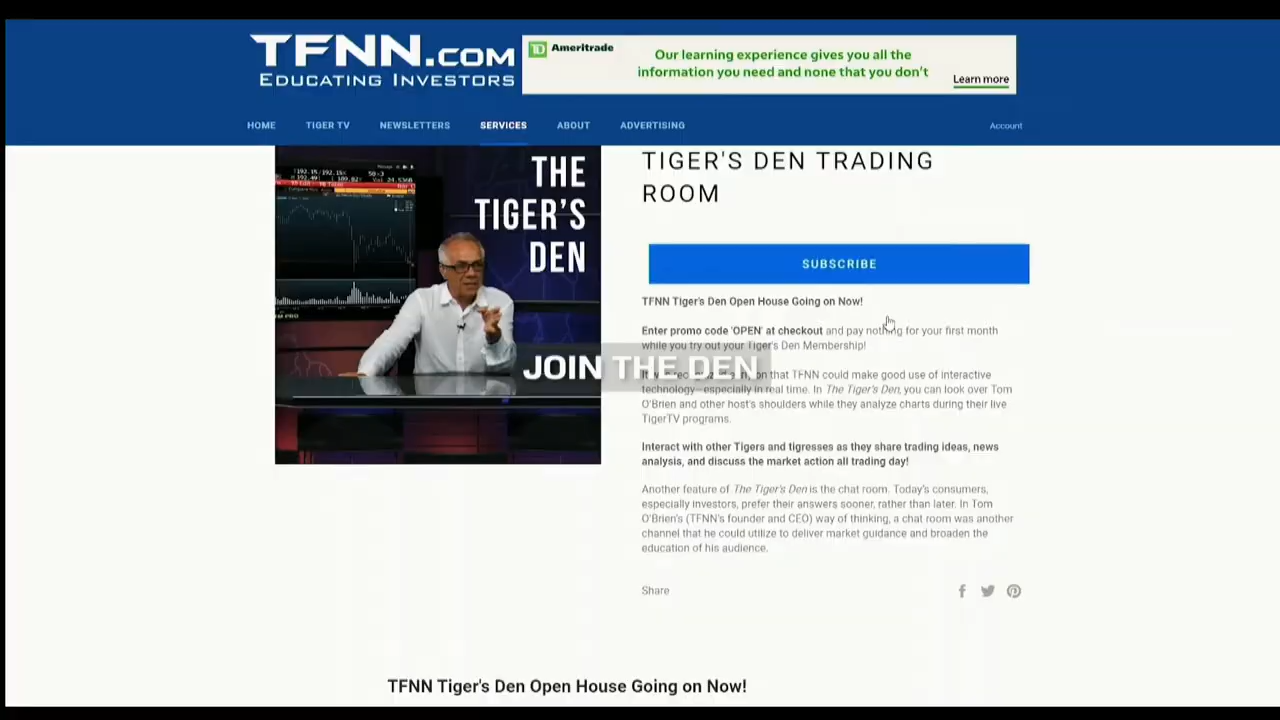 TFNN.COM
EDUCATING INVESTORS
TD Ameritrade
Our learning experience gives you all the
information you need and none that you don't
Learn more
HOME TIGER TV NEWSLETTERS SERVICES ABOUT ADVERTISING Account
THE
TIGER'S
DEN
TIGER'S DEN TRADING
ROOM
SUBSCRIBE
TFNN Tiger's Den Open House Going on Now!
Enter promo code 'OPEN' at checkout and pay nothing for your first month
while you try out your Tiger's Den Membership!
JOIN THE DEN
that TFNN could make good use of interactive
technology—especially in real time. In The Tiger's Den, you can look over Tom
O'Brien and other host's shoulders while they analyze charts during their live
TigerTV programs.
Interact with other Tigers and tigresses as they share trading ideas, news
analysis, and discuss the market action all trading day!
Another feature of The Tiger's Den is the chat room. Today's consumers,
especially investors, prefer their answers sooner, rather than later. In Tom
O'Brien's (TFNN's founder and CEO) way of thinking, a chat room was another
channel that he could utilize to deliver market guidance and broaden the
education of his audience.
Share
TFNN Tiger's Den Open House Going on Now!